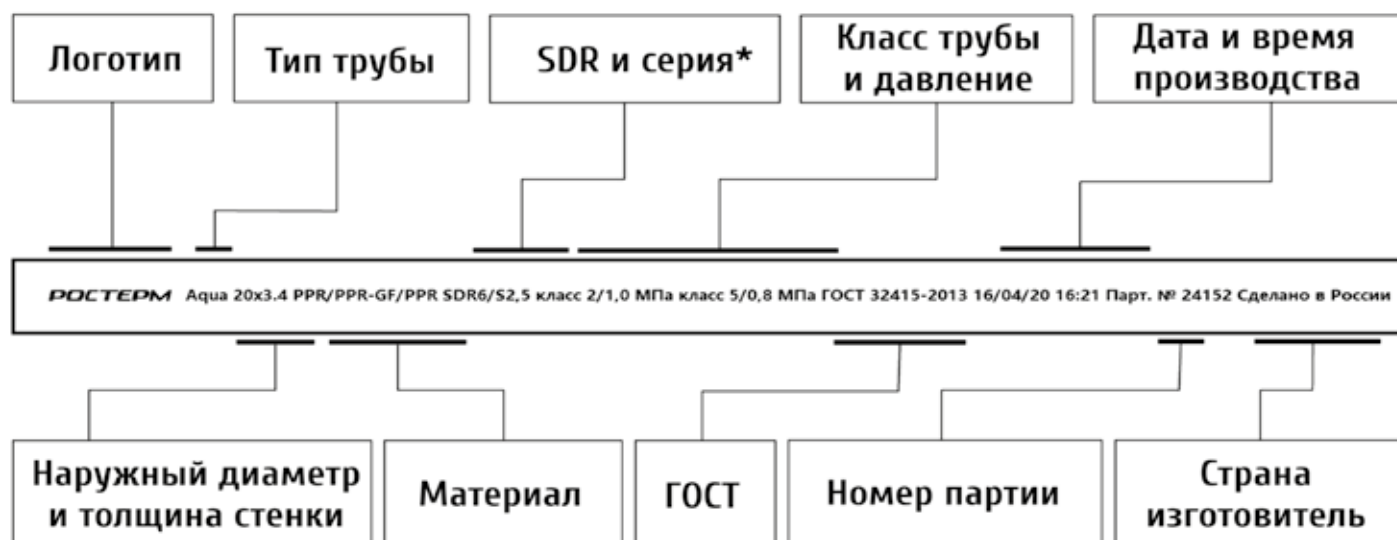 Логотип
Тип трубы
SDR и серия*
Класс трубы
и давление
Дата и время
производства
РОСТЕРМ Aqua 20x3.4 PPR/PPR-GF/PPR SDR6/S2,5 класс 2/1,0 МПа класс 5/0,8 МПа ГОСТ 32415-2013 16/04/20 16:21 Парт. № 24152 Сделано в России
Наружный диаметр
и толщина стенки
Материал
ГОСТ
Номер партии
Страна
изготовитель